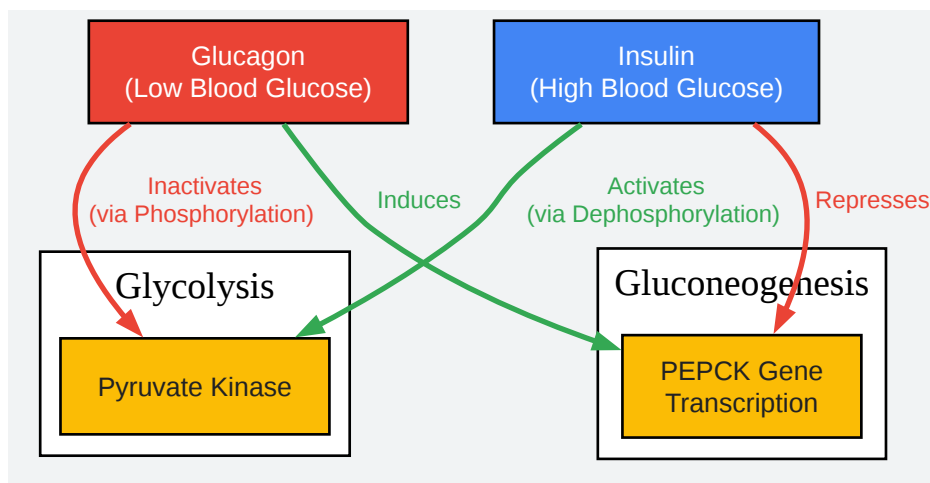 Glucagon
(Low Blood Glucose)
Insulin
(High Blood Glucose)
Inactivates
(via Phosphorylation)
Induces
Activates
(via Dephosphorylation)
Represses
Glycolysis
Gluconeogenesis
Pyruvate Kinase
PEPCK Gene
Transcription